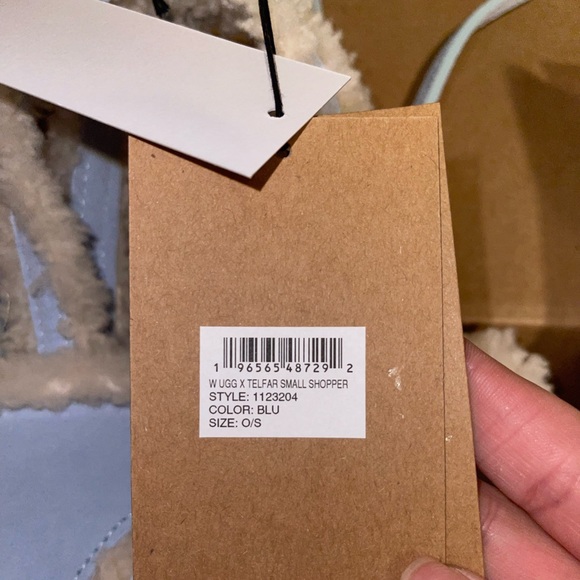 1 96565 48729 2
W UGG X TELFAR SMALL SHOPPER
STYLE: 1123204
COLOR: BLU
SIZE: O/S